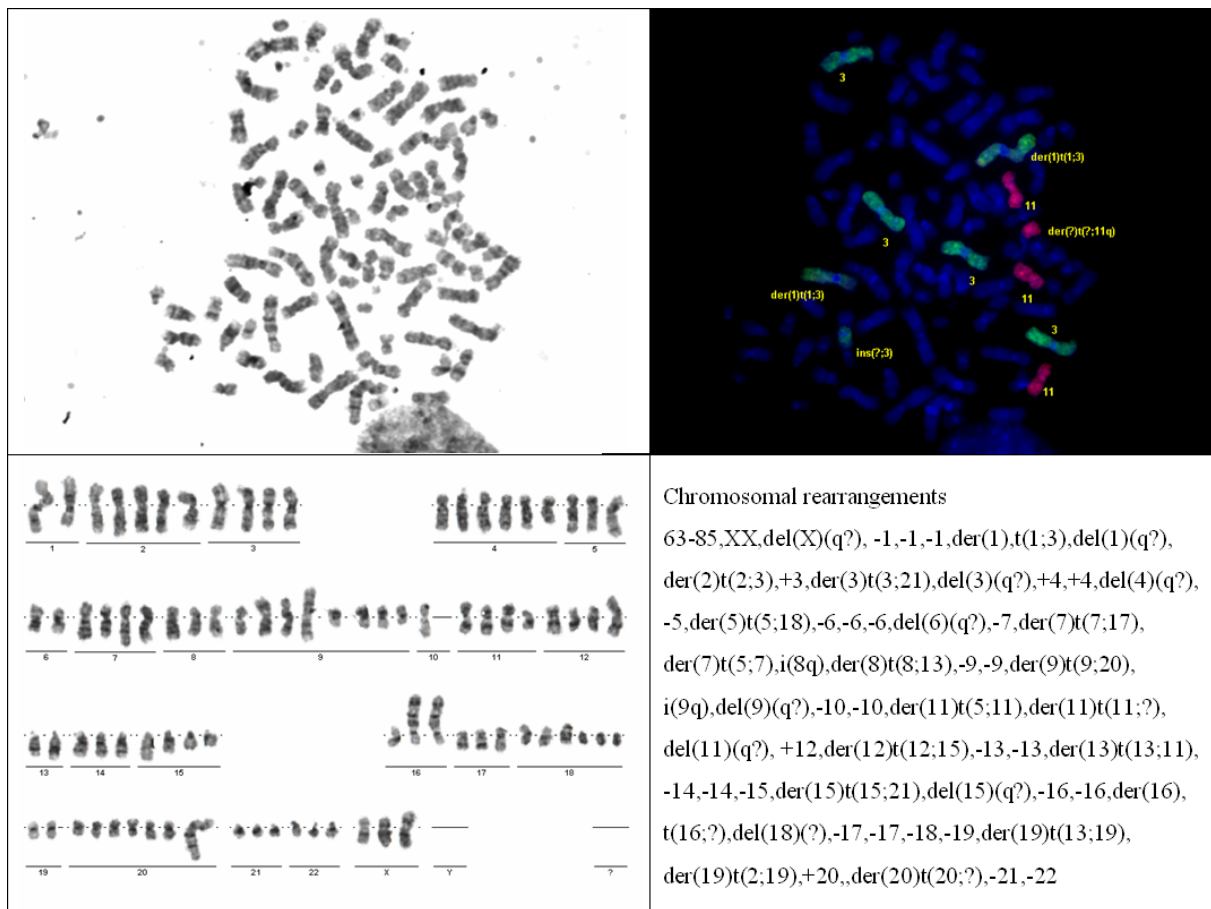 3
der(1)t(1;3)
11
der(?)t(?;11q)
3
3
11
der(1)t(1;3)
3
ins(?;3)
11
Chromosomal rearrangements
63-85,XX,del(X)(q?), -1,-1,-1,der(1),t(1;3),del(1)(q?),
der(2)t(2;3),+3,der(3)t(3;21),del(3)(q?),+4,+4,del(4)(q?),
-5,der(5)t(5;18),-6,-6,-6,del(6)(q?),-7,der(7)t(7;17),
der(7)t(5;7),i(8q),der(8)t(8;13),-9,-9,der(9)t(9;20),
i(9q),del(9)(q?),-10,-10,der(11)t(5;11),der(11)t(11;?),
del(11)(q?), +12,der(12)t(12;15),-13,-13,der(13)t(13;11),
-14,-14,-15,der(15)t(15;21),del(15)(q?),-16,-16,der(16),
t(16;?),del(18)(?),-17,-17,-18,-19,der(19)t(13;19),
der(19)t(2;19),+20,,der(20)t(20;?),-21,-22
1 2 3 4 5
6 7 8 9 10 11 12
13 14 15 16 17 18
19 20 21 22 X Y ?